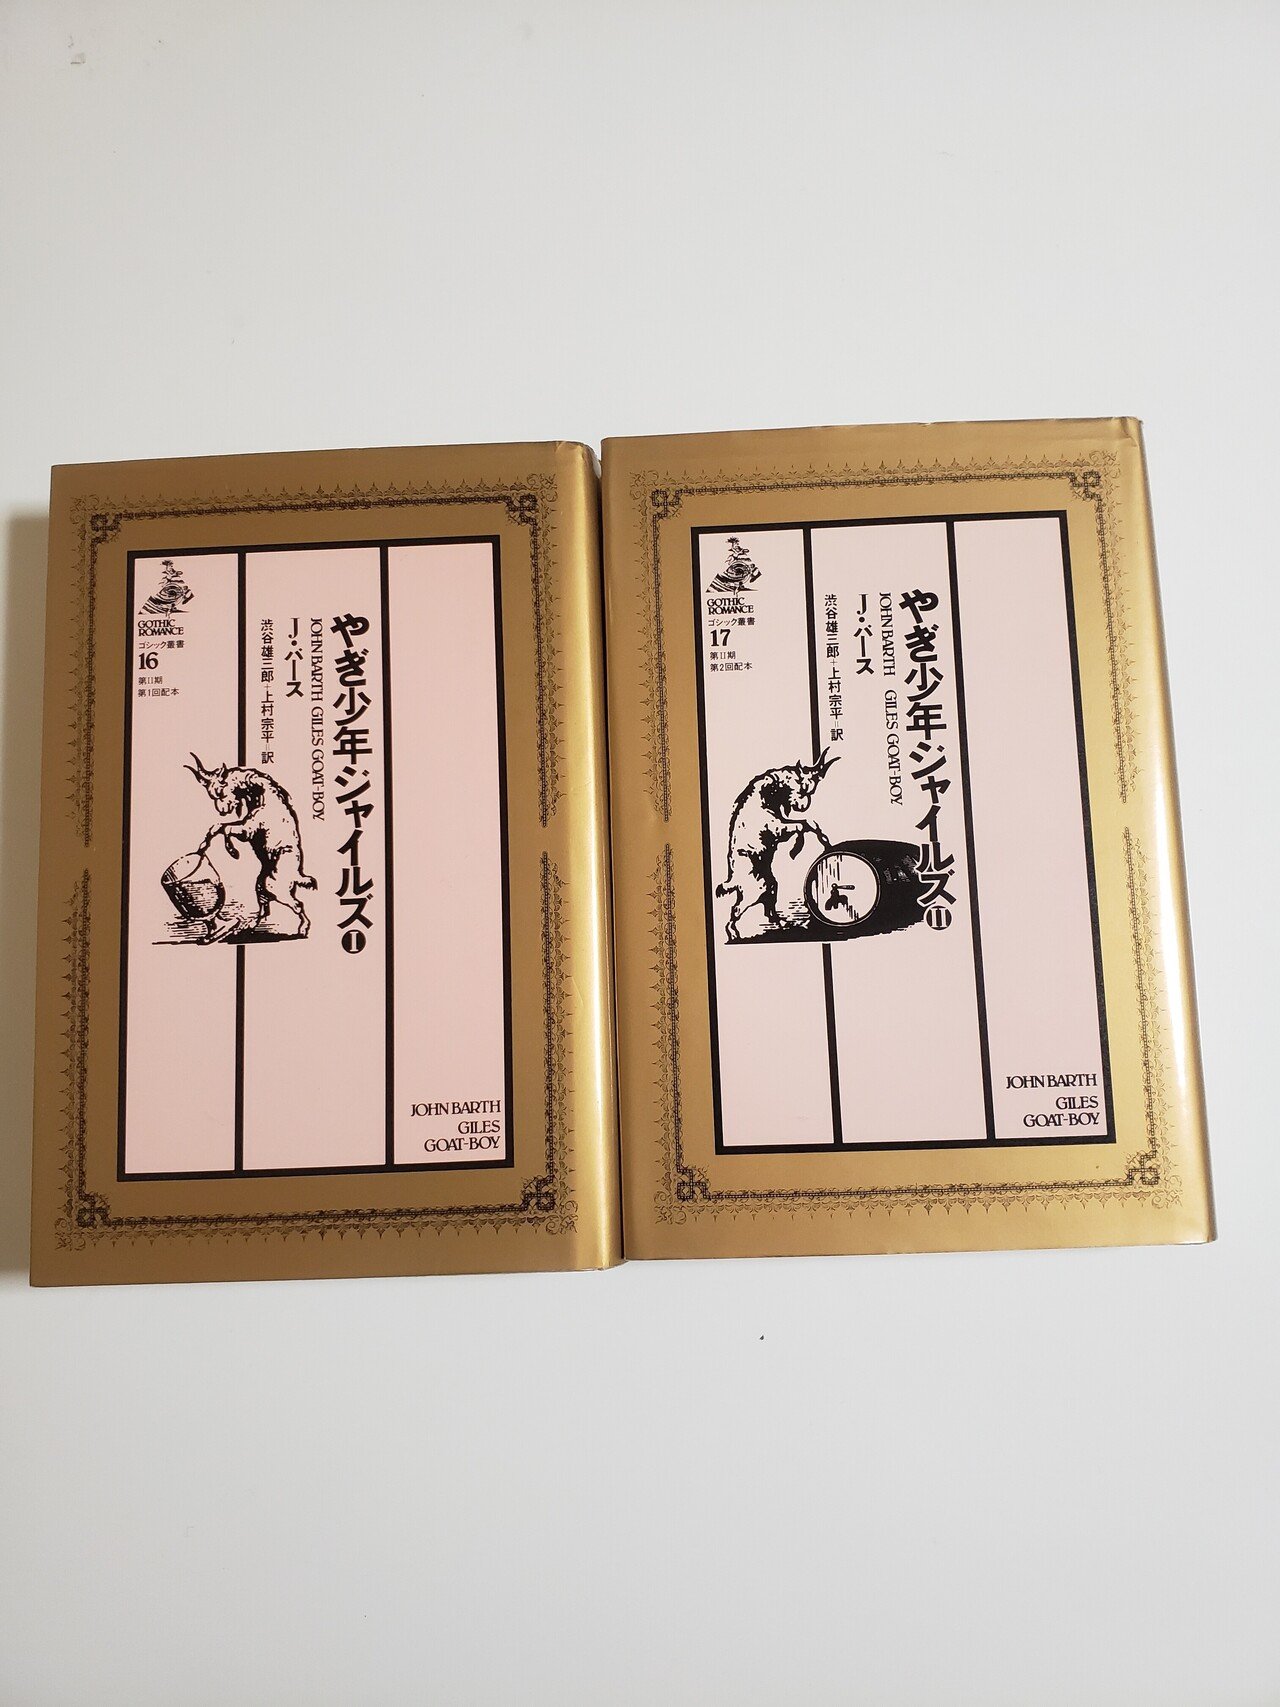 GOTHIC
ROMANCE
ゴシック叢書
16
第II期
第1回配本
やぎ少年ジャイルズI
JOHN BARTH GILES GOAT-BOY
J・バース
渋谷雄三郎+上村宗平=訳
JOHN BARTH
GILES
GOAT-BOY
GOTHIC
ROMANCE
ゴシック叢書
17
第II期
第2回配本
やぎ少年ジャイルズII
JOHN BARTH GILES GOAT-BOY
J・バース
渋谷雄三郎+上村宗平=訳
JOHN BARTH
GILES
GOAT-BOY